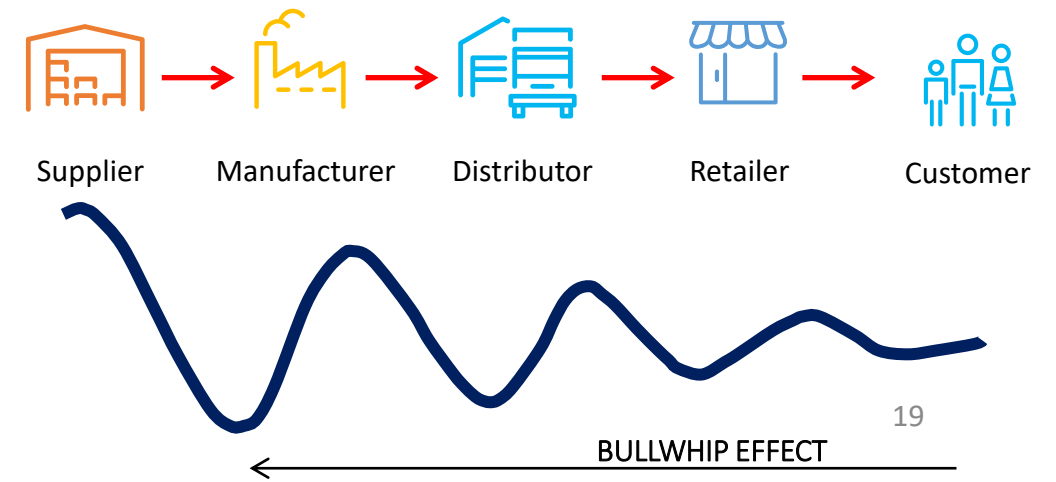 Supplier
Manufacturer
Distributor
Retailer
Customer
19
BULLWHIP EFFECT